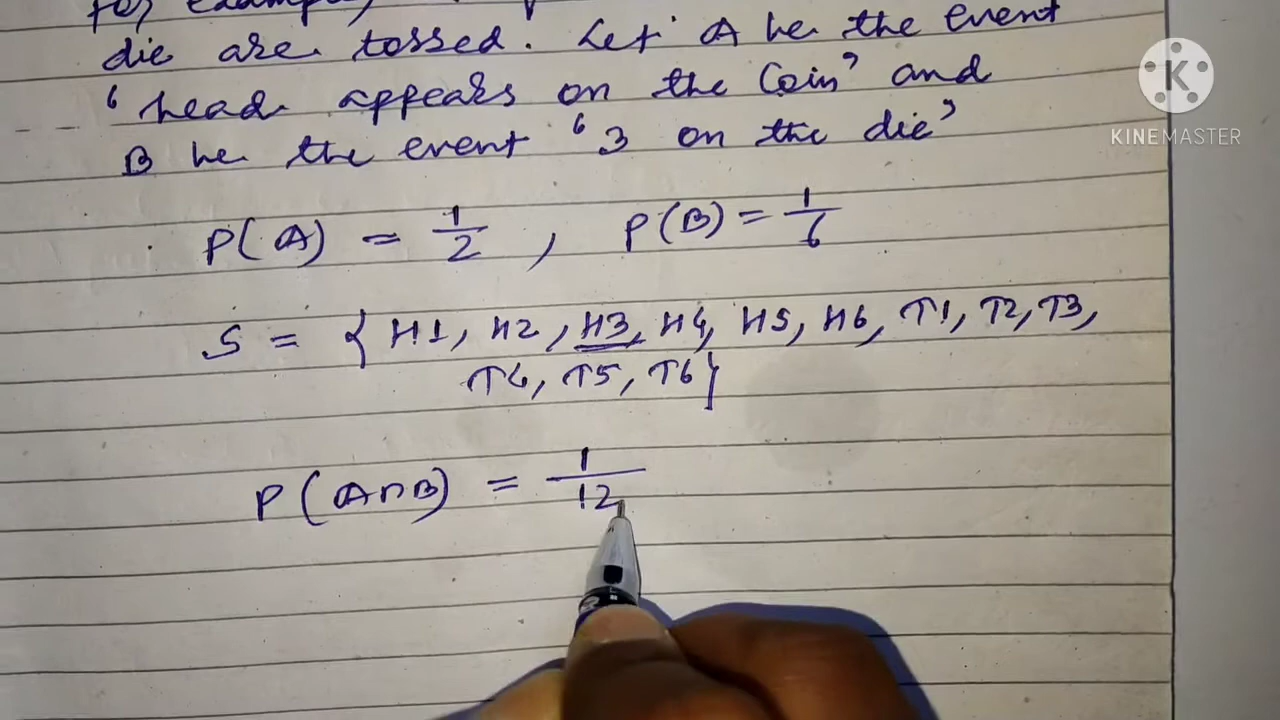 for example,
die are tossed. Let A be the event
'head appears on the Coin' and
B be the event '3 on the die'
P(A) = 1/2, P(B) = 1/6
S = {H1, H2, H3, H4, H5, H6, T1, T2, T3,
T4, T5, T6}
P(A∩B) = 1/12
K
KINEMASTER